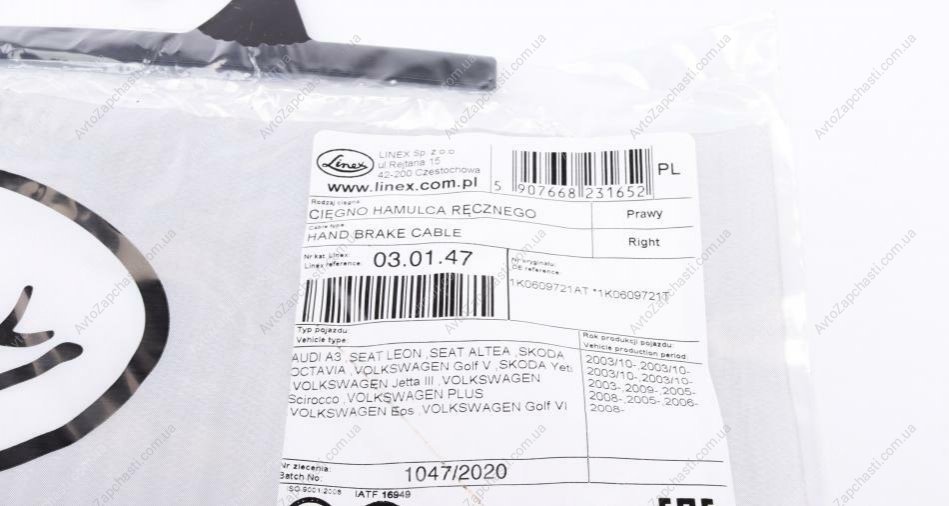 Linex
LINEX Sp. z o.o
ul.Rejtana 15
42-200 Czestochowa
www.linex.com.pl
5 907668 231652
PL
Rodzaj cięgna
CIĘGNO HAMULCA RĘCZNEGO
Prawy
Cable type
HAND BRAKE CABLE
Right
Nr kat. Linex:
Linex reference:
03.01.47
Nr oryginału:
OE reference:
1K0609721AT *1K0609721T
Typ pojazdu:
Vehicle type:
AUDI A3 ,SEAT LEON ,SEAT ALTEA ,SKODA
OCTAVIA ,VOLKSWAGEN Golf V ,SKODA Yeti
,VOLKSWAGEN Jetta III ,VOLKSWAGEN
Scirocco ,VOLKSWAGEN PLUS
,VOLKSWAGEN Eos ,VOLKSWAGEN Golf VI
Rok produkcji pojazdu:
Vehicle production period:
2003/10-,2003/10-
,2003/10-,2003/10-
,2003-,2009-,2005-
,2008-,2005-,2006-
,2008-
Nr zlecenia:
Batch No:
1047/2020
ISO 9001:2008
IATF 16949
AvtoZapchasti.com.ua